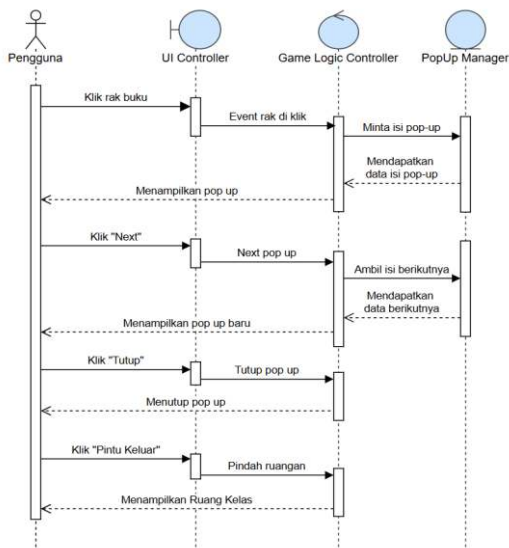 Pengguna
UI Controller
Game Logic Controller
PopUp Manager
Klik rak buku
Event rak di klik
Minta isi pop-up
Mendapatkan
data isi pop-up
Menampilkan pop up
Klik "Next"
Next pop up
Ambil isi berikutnya
Mendapatkan
data berikutnya
Menampilkan pop up baru
Klik "Tutup"
Tutup pop up
Menutup pop up
Klik "Pintu Keluar"
Pindah ruangan
Menampilkan Ruang Kelas